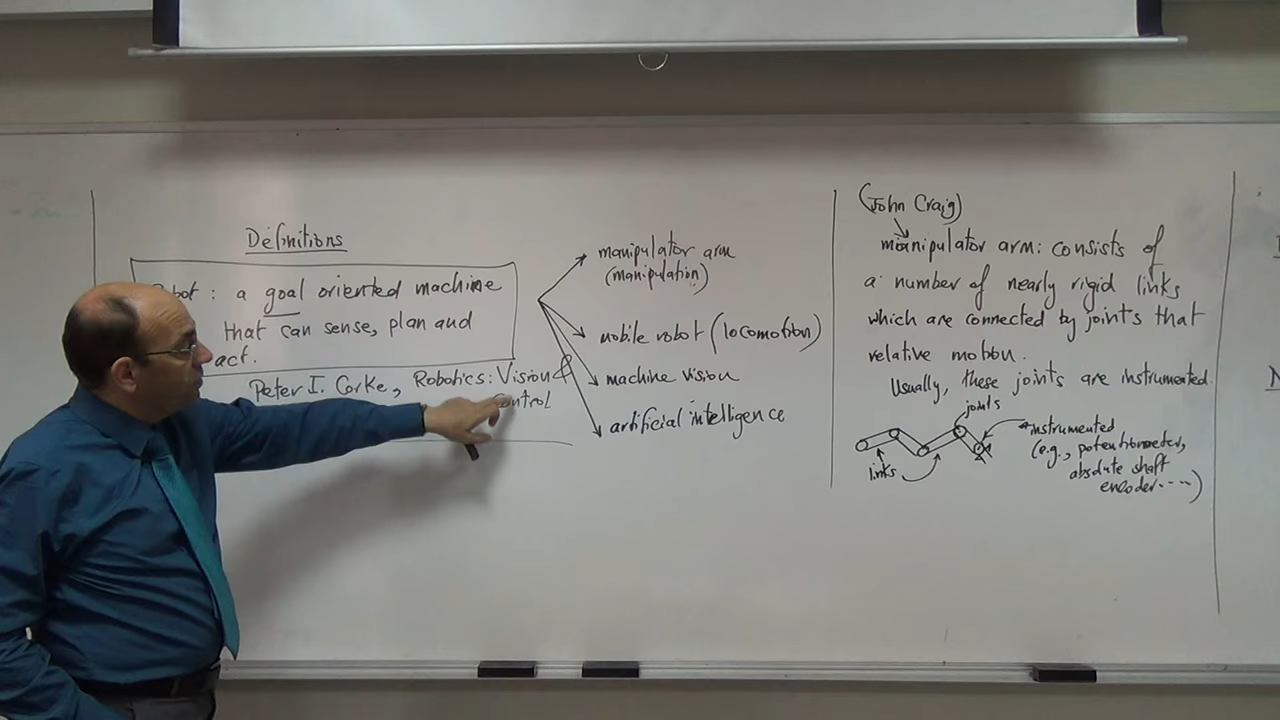 Definitions
Robot : a goal oriented machine
that can sense, plan and
act.
Peter I. Corke, Robotics: Vision &
Control
manipulator arm
(manipulation)
mobile robot (locomotion)
machine vision
artificial intelligence
(John Craig)
manipulator arm: consists of
a number of nearly rigid links
which are connected by joints that
relative motion.
Usually, these joints are instrumented.
joints
links
instrumented
(e.g., potentiometer,
absolute shaft
encoder....)